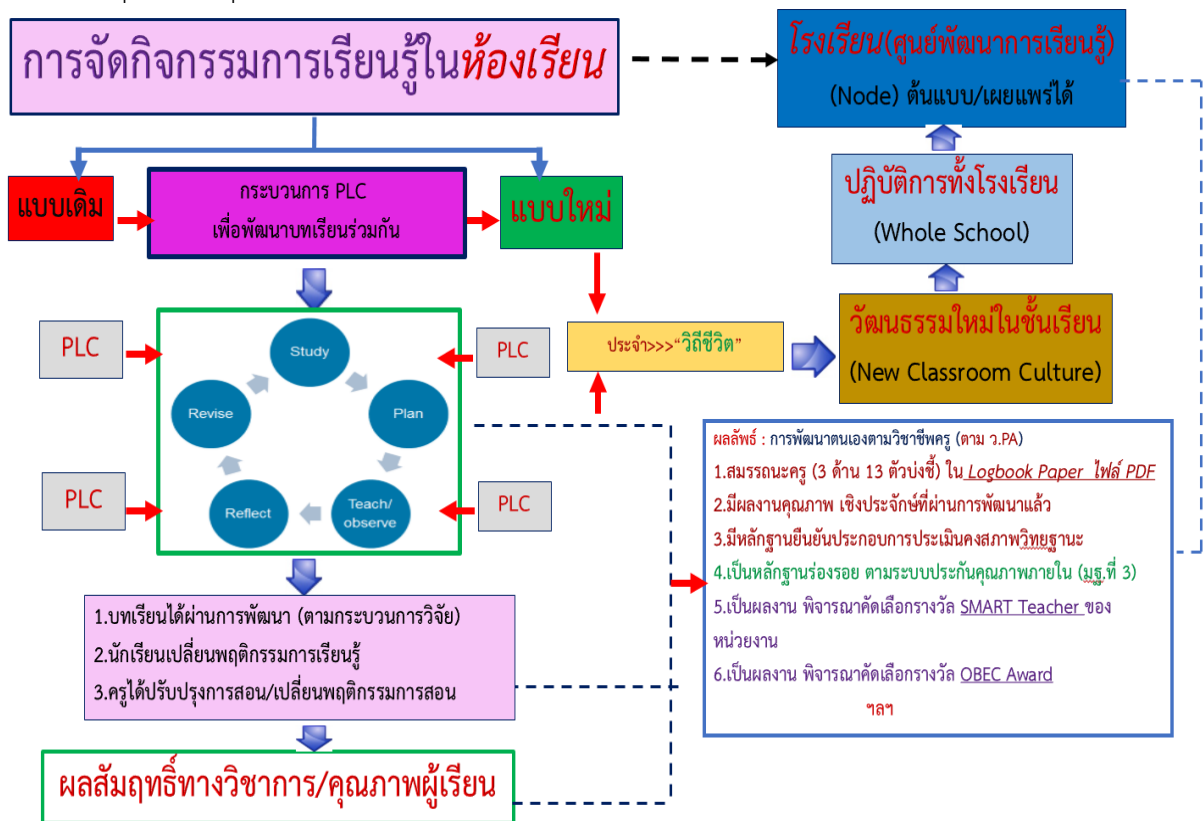 การจัดกิจกรรมการเรียนรู้ในห้องเรียน
โรงเรียน(ศูนย์พัฒนาการเรียนรู้)
(Node) ต้นแบบ/เผยแพร่ได้
แบบเดิม
กระบวนการ PLC
เพื่อพัฒนาบทเรียนร่วมกัน
แบบใหม่
ปฏิบัติการทั้งโรงเรียน
(Whole School)
PLC
PLC
PLC
PLC
Study
Plan
Teach/
observe
Reflect
Revise
ประจำ>>>“วิถีชีวิต”
วัฒนธรรมใหม่ในชั้นเรียน
(New Classroom Culture)
1.บทเรียนได้ผ่านการพัฒนา (ตามกระบวนการวิจัย)
2.นักเรียนเปลี่ยนพฤติกรรมการเรียนรู้
3.ครูได้ปรับปรุงการสอน/เปลี่ยนพฤติกรรมการสอน
ผลสัมฤทธิ์ทางวิชาการ/คุณภาพผู้เรียน
ผลลัพธ์ : การพัฒนาตนเองตามวิชาชีพครู (ตาม ว.PA)
1.สมรรถนะครู (3 ด้าน 13 ตัวบ่งชี้) ใน Logbook Paper ไฟล์ PDF
2.มีผลงานคุณภาพ เชิงประจักษ์ที่ผ่านการพัฒนาแล้ว
3.มีหลักฐานยืนยันประกอบการประเมินคงสภาพวิทยฐานะ
4.เป็นหลักฐานร่องรอย ตามระบบประกันคุณภาพภายใน (มฐ.ที่ 3)
5.เป็นผลงาน พิจารณาคัดเลือกรางวัล SMART Teacher ของ
หน่วยงาน
6.เป็นผลงาน พิจารณาคัดเลือกรางวัล OBEC Award
ฯลฯ